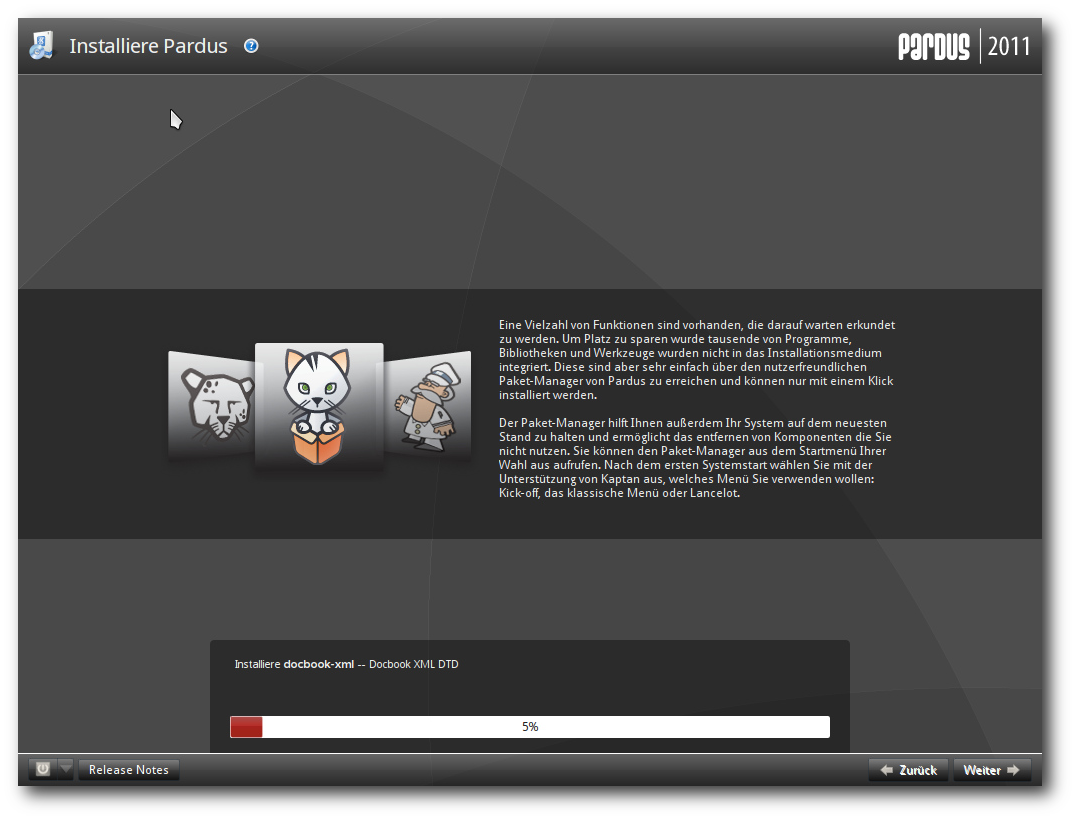 Installiere Pardus
PARDUS 2011
Eine Vielzahl von Funktionen sind vorhanden, die darauf warten erkundet
zu werden. Um Platz zu sparen wurde tausende von Programme,
Bibliotheken und Werkzeuge wurden nicht in das Installationsmedium
integriert. Diese sind aber sehr einfach über den nutzerfreundlichen
Paket-Manager von Pardus zu erreichen und können nur mit einem Klick
installiert werden.
Der Paket-Manager hilft Ihnen außerdem Ihr System auf dem neuesten
Stand zu halten und ermöglicht das entfernen von Komponenten die Sie
nicht nutzen. Sie können den Paket-Manager aus dem Startmenü Ihrer
Wahl aus aufrufen. Nach dem ersten Systemstart wählen Sie mit der
Unterstützung von Kaptan aus, welches Menü Sie verwenden wollen:
Kick-off, das klassische Menü oder Lancelot.
Installiere docbook-xml -- Docbook XML DTD
5%
Release Notes
Zurück
Weiter